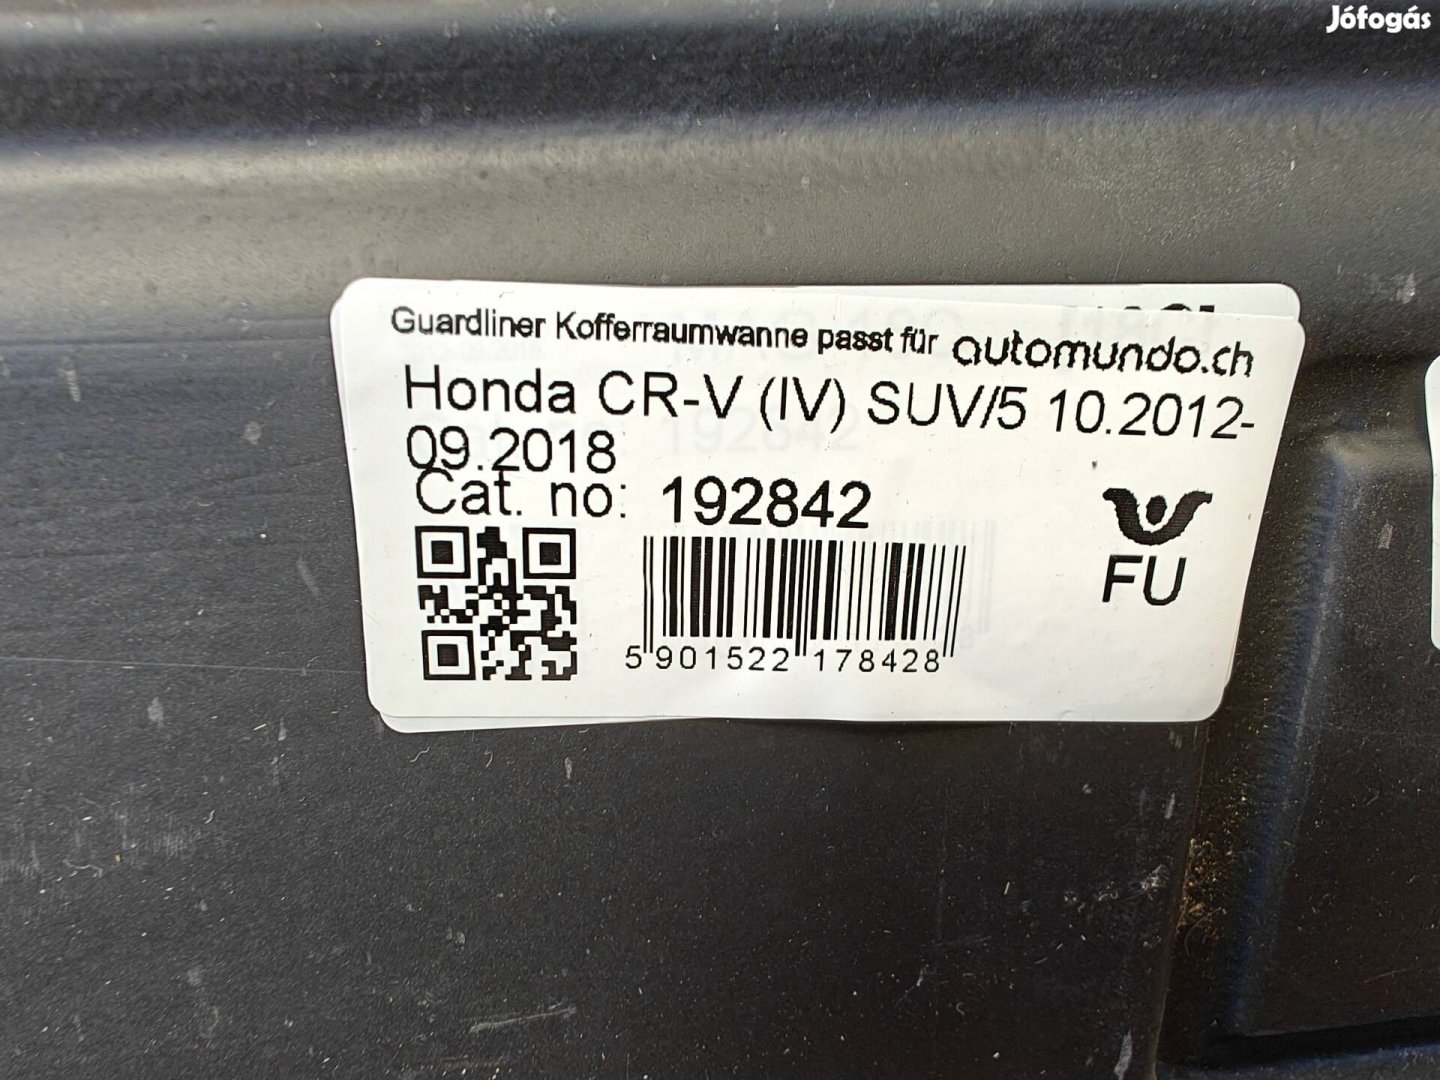 Jófogás
Guardliner Kofferraumwanne passt für automundo.ch
Honda CR-V (IV) SUV/5 10.2012-
09.2018
Cat. no: 192842
FU
5 901522 178428